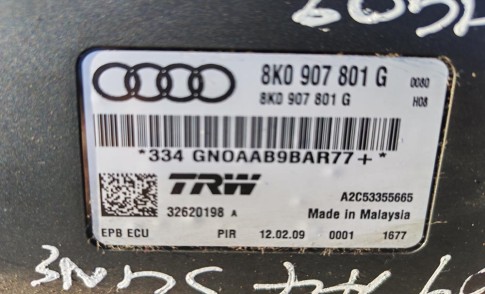 8K0 907 801 G 0080
8K0 907 801 G H08
*334 GN0AAB9BAR77+*
TRW
A2C53355665
32620198 A Made in Malaysia
EPB ECU PIR 12.02.09 0001 1677